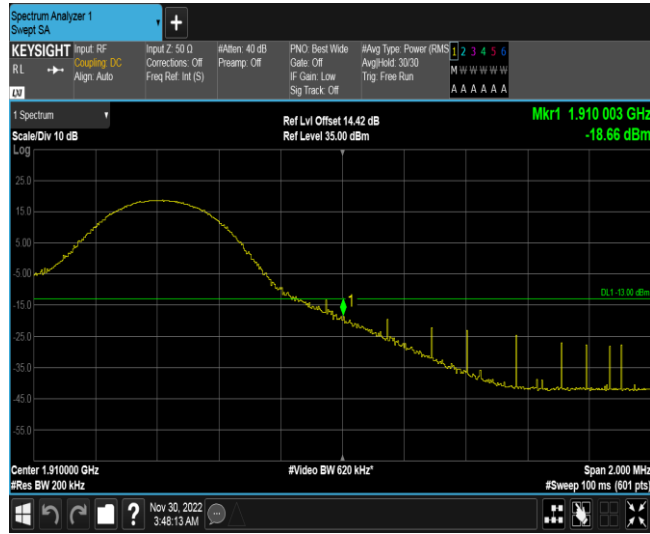 Spectrum Analyzer 1
Swept SA
+
KEYSIGHT
RL
LXI
Input: RF
Coupling: DC
Align: Auto
Input Z: 50 Ω
Corrections: Off
Freq Ref: Int (S)
#Atten: 40 dB
Preamp: Off
PNO: Best Wide
Gate: Off
IF Gain: Low
Sig Track: Off
#Avg Type: Power (RMS
Avg|Hold: 30/30
Trig: Free Run
1 2 3 4 5 6
M W W W W W
A A A A A A
1 Spectrum
Scale/Div 10 dB
Log
Ref Lvl Offset 14.42 dB
Ref Level 35.00 dBm
Mkr1 1.910 003 GHz
-18.66 dBm
25.0
15.0
5.00
-5.00
-15.0
-25.0
-35.0
-45.0
-55.0
1
DL1 -13.00 dBm
Center 1.910000 GHz
#Res BW 200 kHz
#Video BW 620 kHz*
Span 2.000 MHz
#Sweep 100 ms (601 pts)
?
Nov 30, 2022
3:48:13 AM